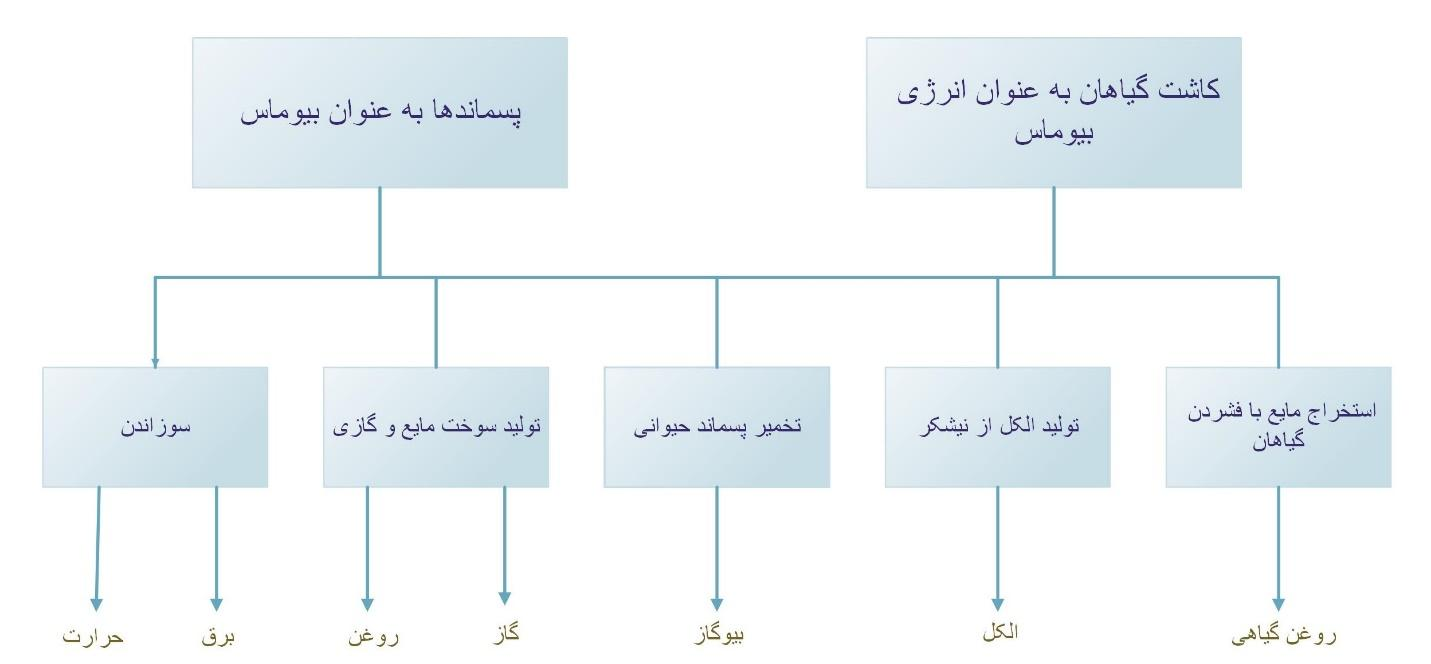 کاشت گیاهان به عنوان انرژی
بیوماس
پسماندها به عنوان بیوماس
استخراج مایع با فشردن
گیاهان
تولید الکل از نیشکر
تخمیر پسماند حیوانی
تولید سوخت مایع و گازی
سوزاندن
روغن گیاهی
الکل
بیوگاز
گاز
روغن
برق
حرارت